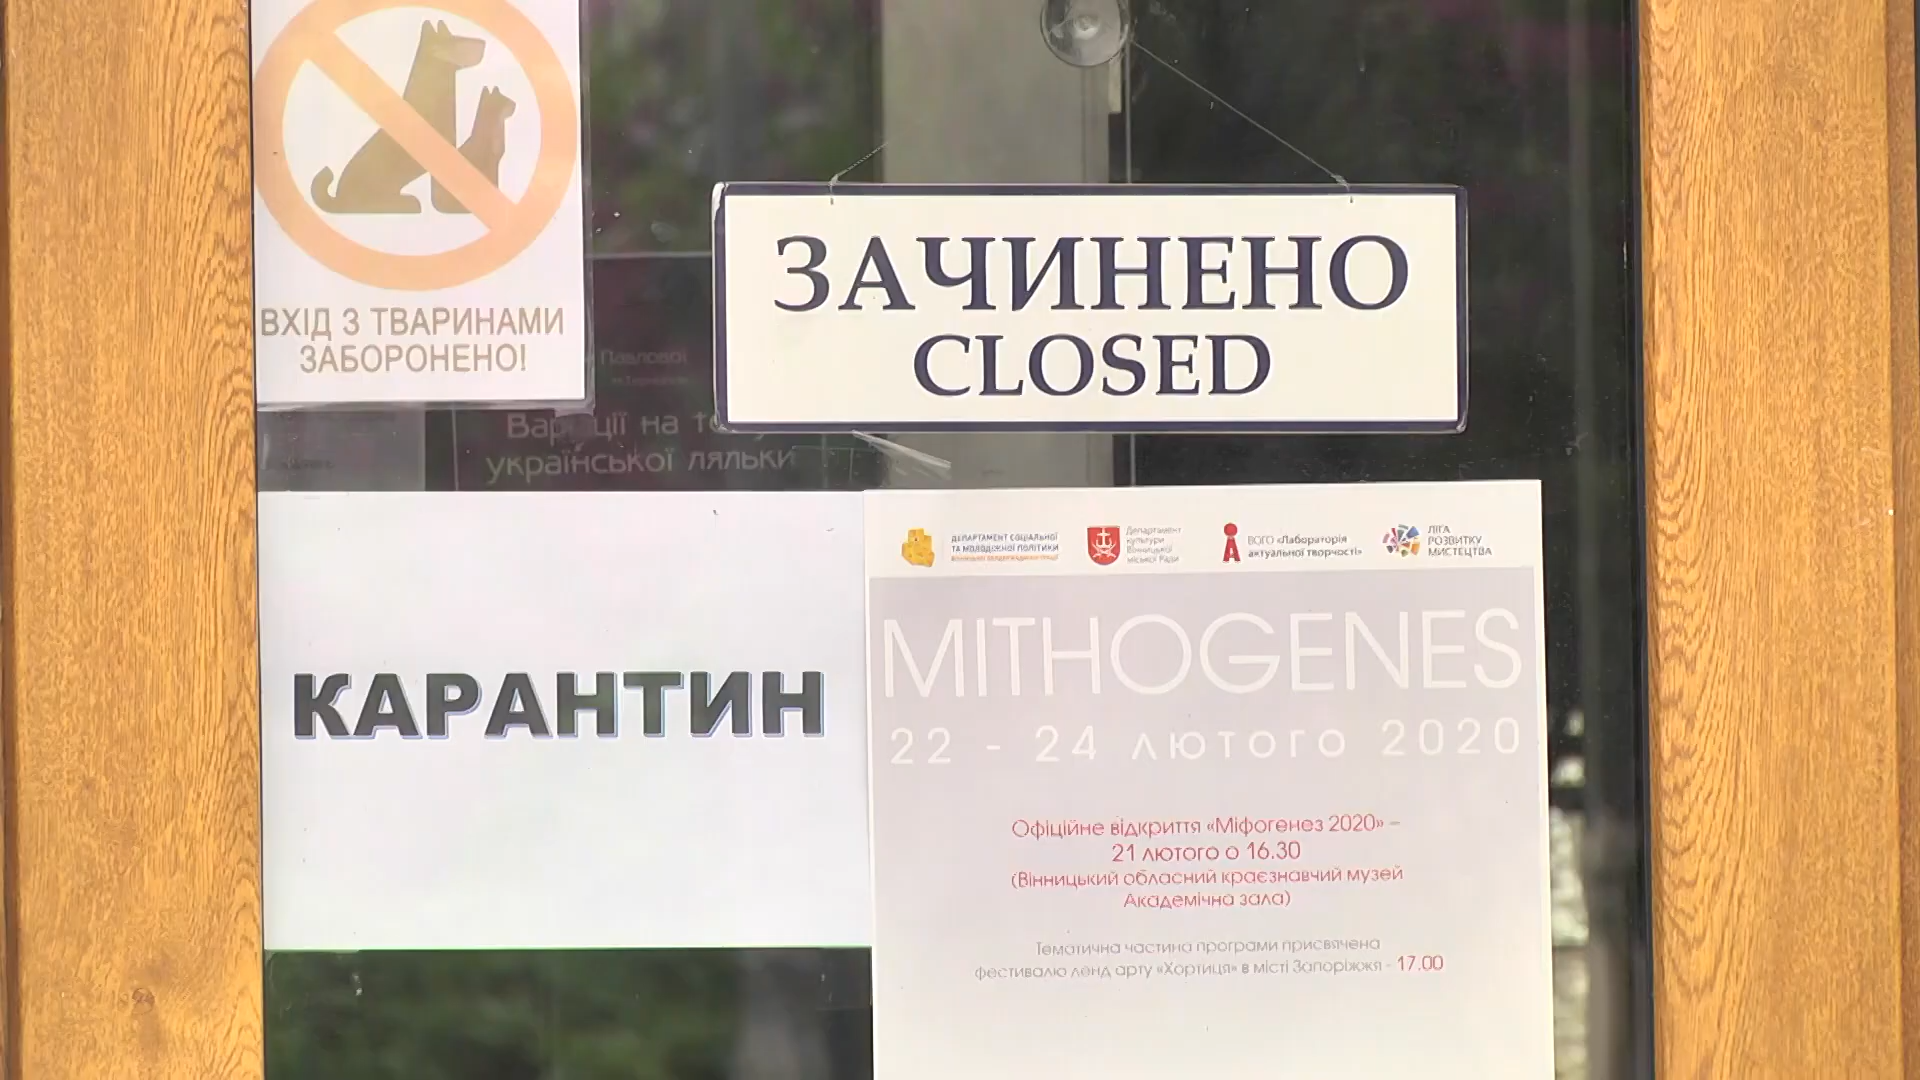 ВХІД З ТВАРИНАМИ
ЗАБОРОНЕНО!
ЗАЧИНЕНО
CLOSED
Павлової
Варіації на тему
української ляльки
КАРАНТИН
ДЕПАРТАМЕНТ СОЦІАЛЬНОЇ
ТА МОЛОДІЖНОЇ ПОЛІТИКИ
Департамент
культури
Вінницької
міської Ради
ВОГО «Лабораторія
актуальної творчості»
ЛІГА
РОЗВИТКУ
МИСТЕЦТВА
MITHOGENES
22 - 24 лютого 2020
Офіційне відкриття «Міфогенез 2020» –
21 лютого о 16.30
(Вінницький обласний краєзнавчий музей
Академічна зала)
Тематична частина програми присвячена
фестивалю ленд арту «Хортиця» в місті Запоріжжя - 17.00